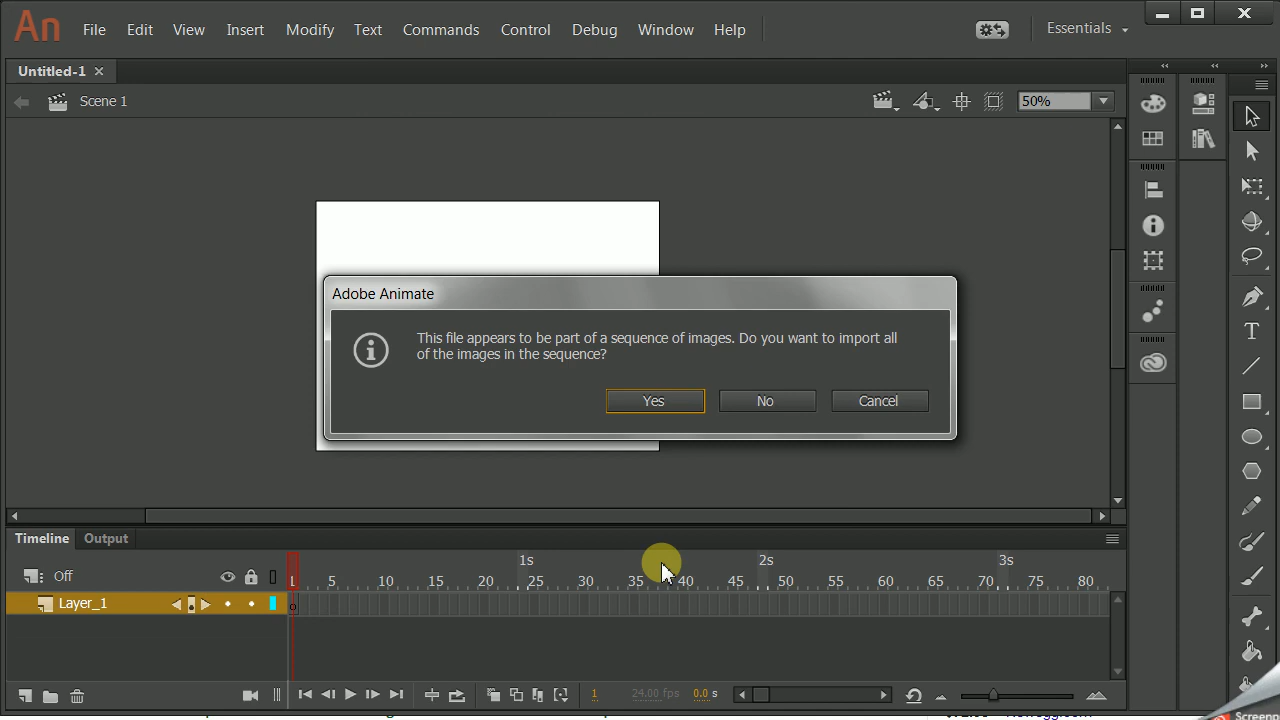 An File Edit View Insert Modify Text Commands Control Debug Window Help Essentials
Untitled-1
Scene 1 50%
Adobe Animate
This file appears to be part of a sequence of images. Do you want to import all
of the images in the sequence?
Yes No Cancel
Timeline Output
1s 2s 3s
Off 1 5 10 15 20 25 30 35 40 45 50 55 60 65 70 75 80
Layer_1
1 24.00 fps 0.0 s